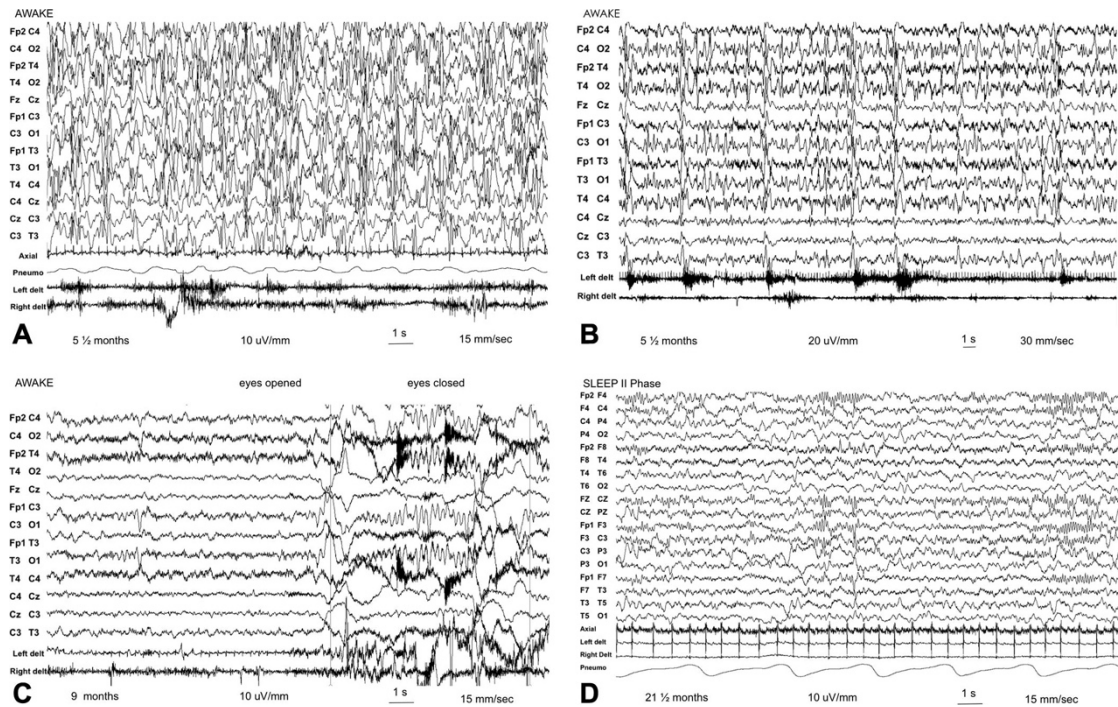 AWAKE
Fp2 C4
C4 O2
Fp2 T4
T4 O2
Fz Cz
Fp1 C3
C3 O1
Fp1 T3
T3 O1
T4 C4
C4 Cz
Cz C3
C3 T3
Axial
Pneumo
Left delt
Right delt
A
5 ½ months
10 uV/mm
1 s
15 mm/sec
AWAKE
Fp2 C4
C4 O2
Fp2 T4
T4 O2
Fz Cz
Fp1 C3
C3 O1
Fp1 T3
T3 O1
T4 C4
C4 Cz
Cz C3
C3 T3
Left delt
Right delt
B
5 ½ months
20 uV/mm
1 s
30 mm/sec
AWAKE
eyes opened
eyes closed
Fp2 C4
C4 O2
Fp2 T4
T4 O2
Fz Cz
Fp1 C3
C3 O1
Fp1 T3
T3 O1
T4 C4
C4 Cz
Cz C3
C3 T3
Left delt
Right delt
C
9 months
10 uV/mm
1 s
15 mm/sec
SLEEP II Phase
Fp2 F4
F4 C4
C4 P4
P4 O2
Fp2 F8
F8 T4
T4 T6
T6 O2
FZ CZ
CZ PZ
Fp1 F3
F3 C3
C3 P3
P3 O1
Fp1 F7
F7 T3
T3 T5
T5 O1
Axial
Left delt
Right Delt
Pneumo
D
21 ½ months
10 uV/mm
1 s
15 mm/sec